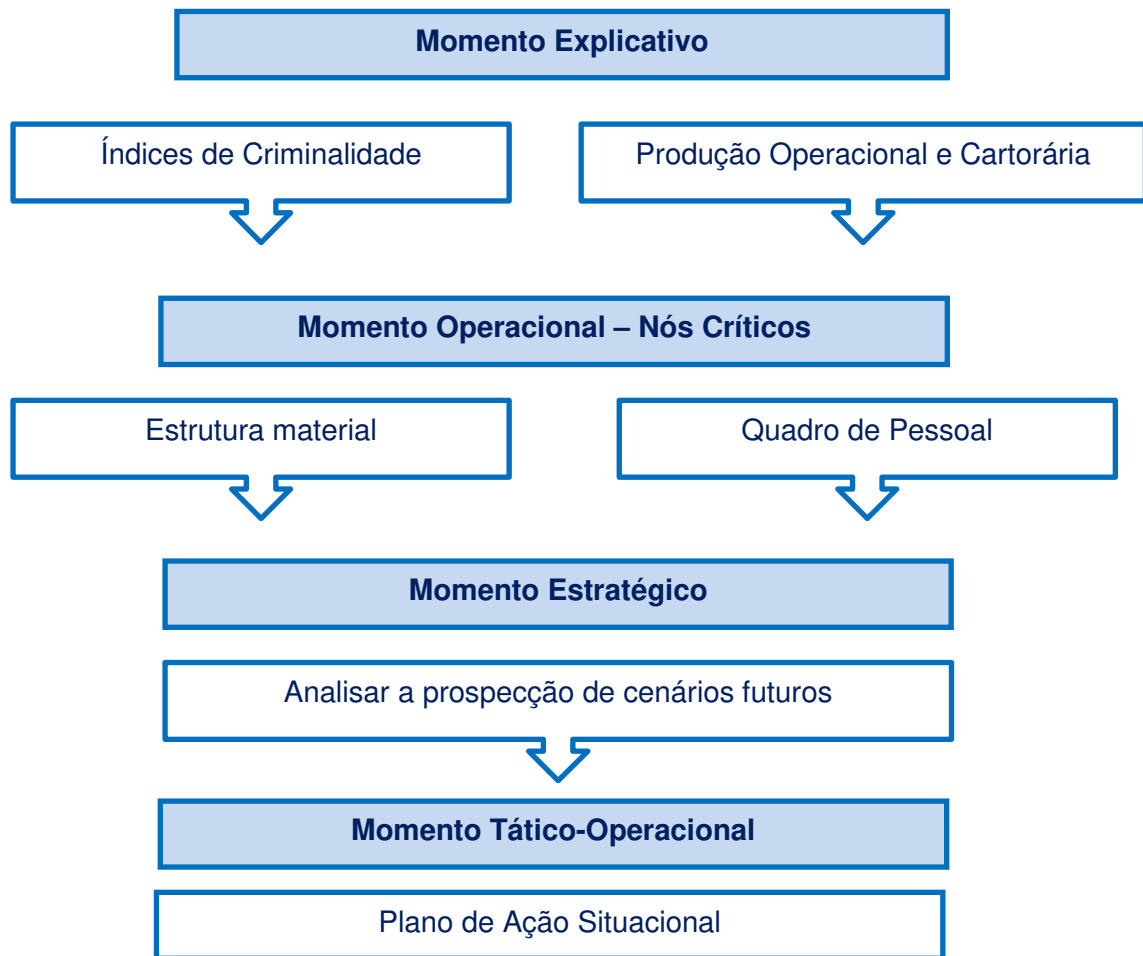 Momento Explicativo
Índices de Criminalidade
Produção Operacional e Cartorária
Momento Operacional – Nós Críticos
Estrutura material
Quadro de Pessoal
Momento Estratégico
Analisar a prospecção de cenários futuros
Momento Tático-Operacional
Plano de Ação Situacional